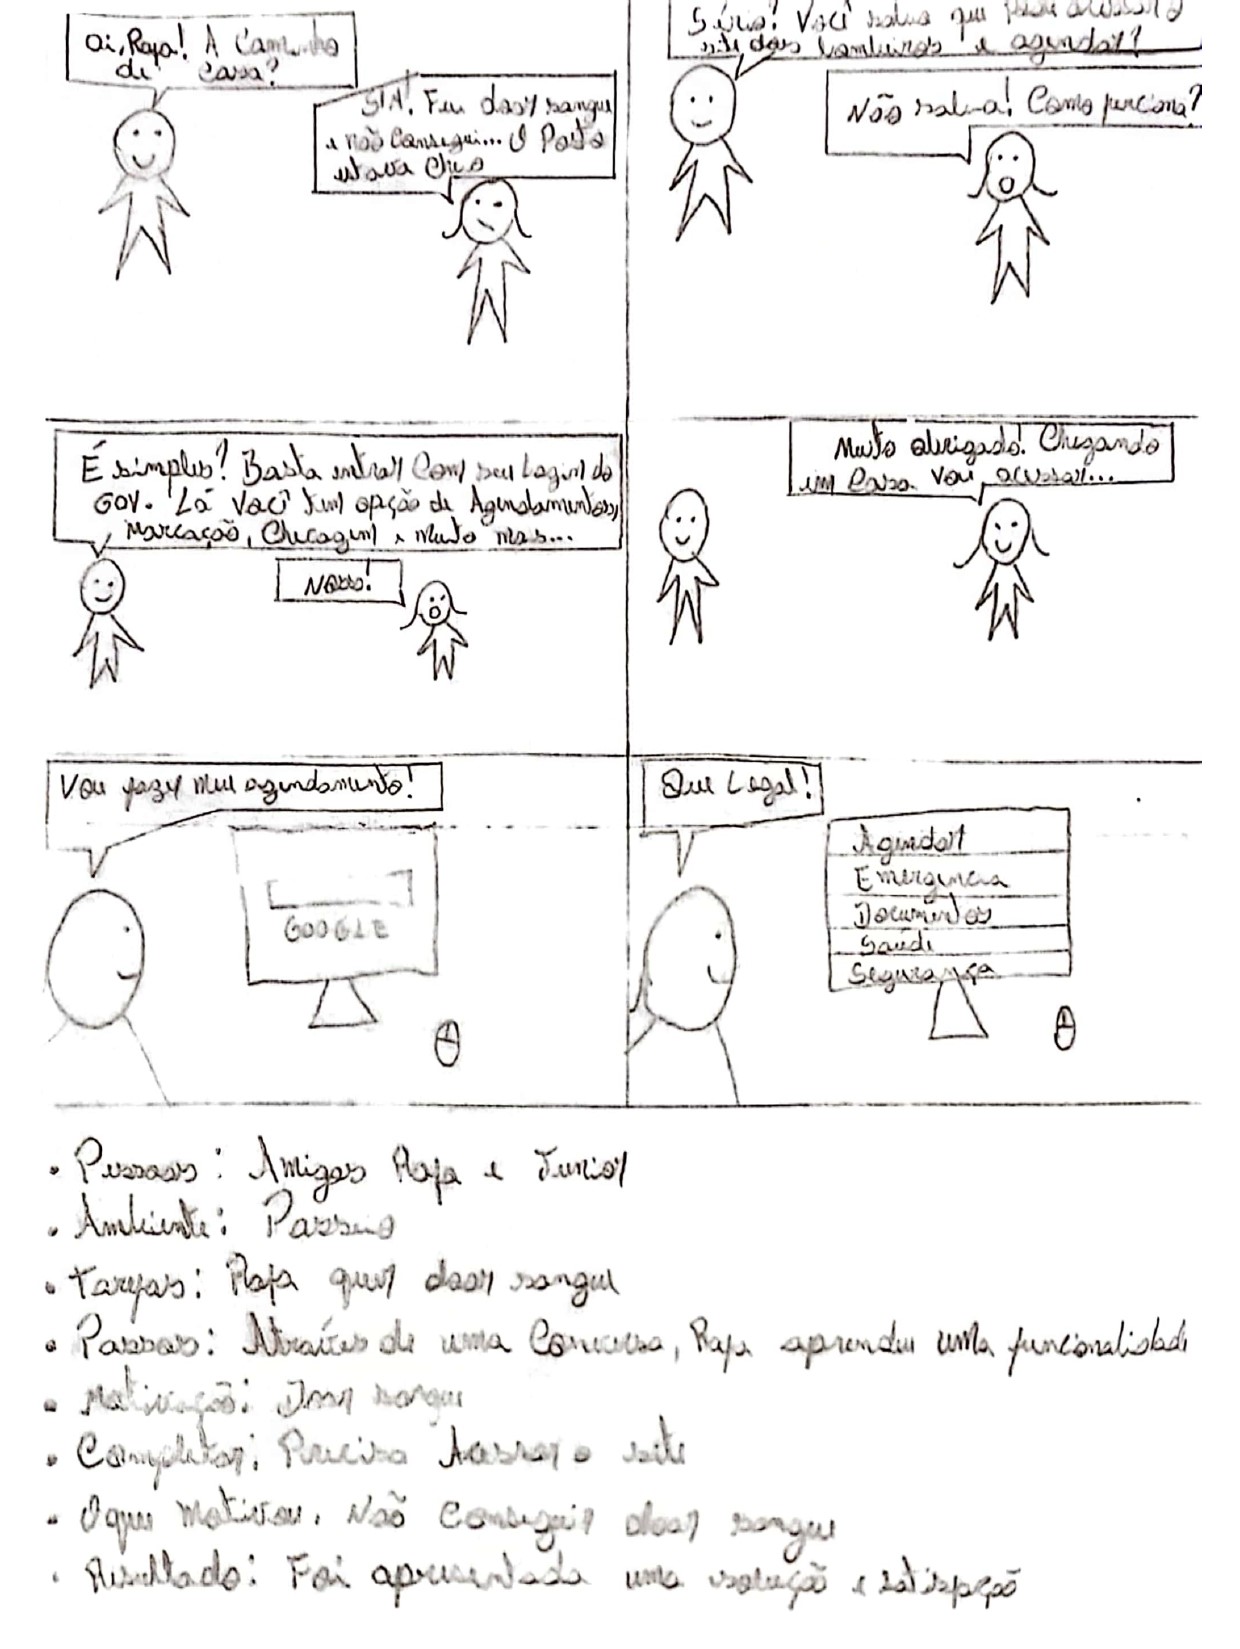 Oi, Rafa! A Caminho
de Casa?
SIM! Fui doar sangue
e não Consegui... O Posto
estava Cheio
Sério! Você sabia que pode acessar o
site dos bombeiros e agendar?
Não sabia! Como funciona?
É simples? Basta entrar Com seu Login do
GOV. Lá você tem opção de Agendamentos,
Marcação, Checagem e muito mais...
Nossa!
Muito obrigado! Chegando
em Casa vou acessar...
Vou fazer meu agendamento!
GOOGLE
Que Legal!
Agendar
Emergência
Documentos
Saúde
Segurança
• Pessoas: Amigos Rafa e Junior
• Ambiente: Passeio
• Tarefas: Rafa quer doar sangue
• Passos: Através de uma Conversa, Rafa aprendeu uma funcionalidade
• Motivação: Doar sangue
• Completar: Precisa Acessar o site
• O que Motivou. Não Conseguir doar sangue
• Resultado: Foi apresentada uma solução e satisfação